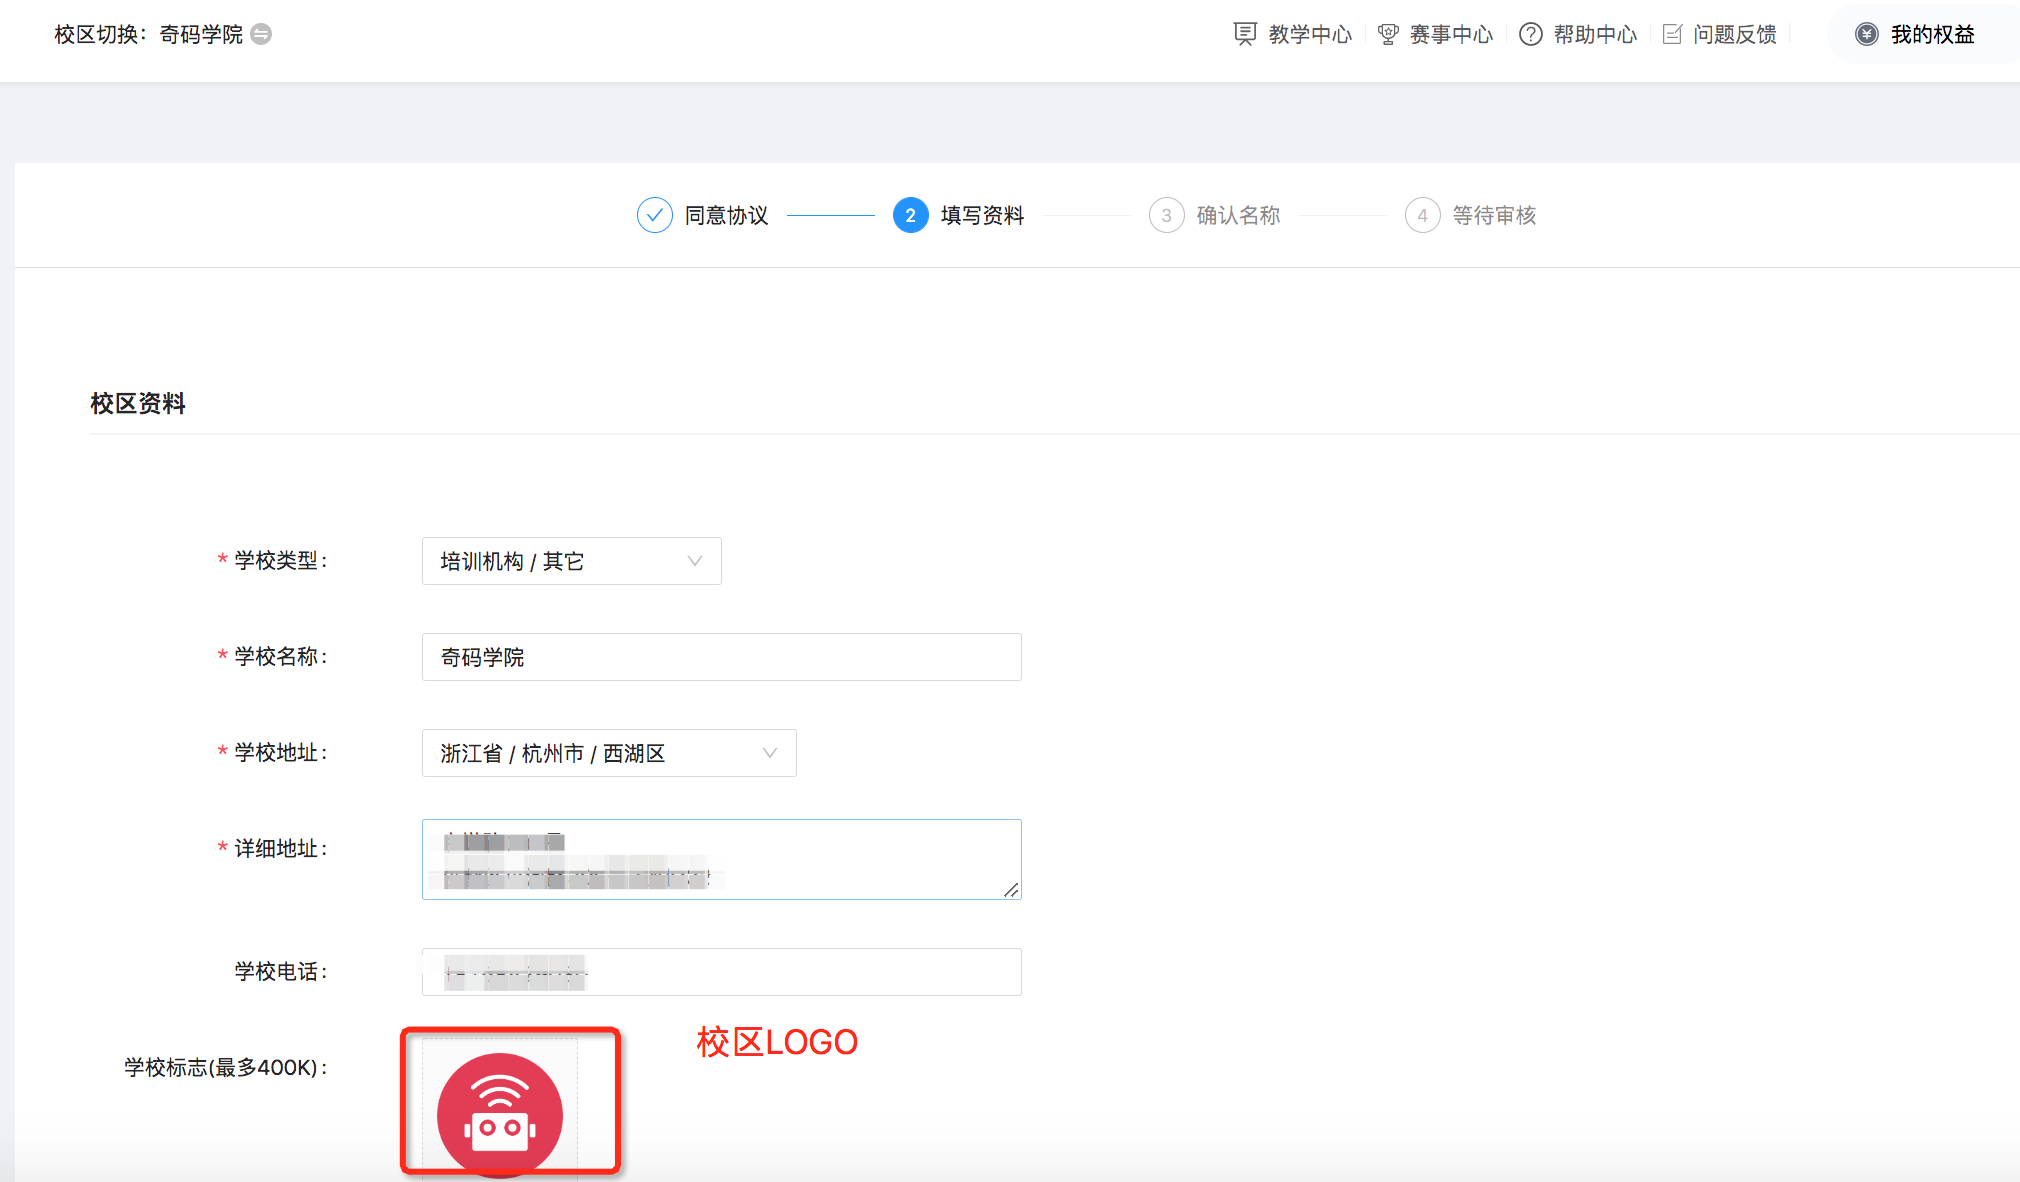 校区切换：奇码学院
教学中心
赛事中心
帮助中心
问题反馈
¥ 我的权益
同意协议
2 填写资料
3 确认名称
4 等待审核
校区资料
* 学校类型：
培训机构 / 其它
* 学校名称：
奇码学院
* 学校地址：
浙江省 / 杭州市 / 西湖区
* 详细地址：
学校电话：
学校标志(最多400K)：
校区LOGO